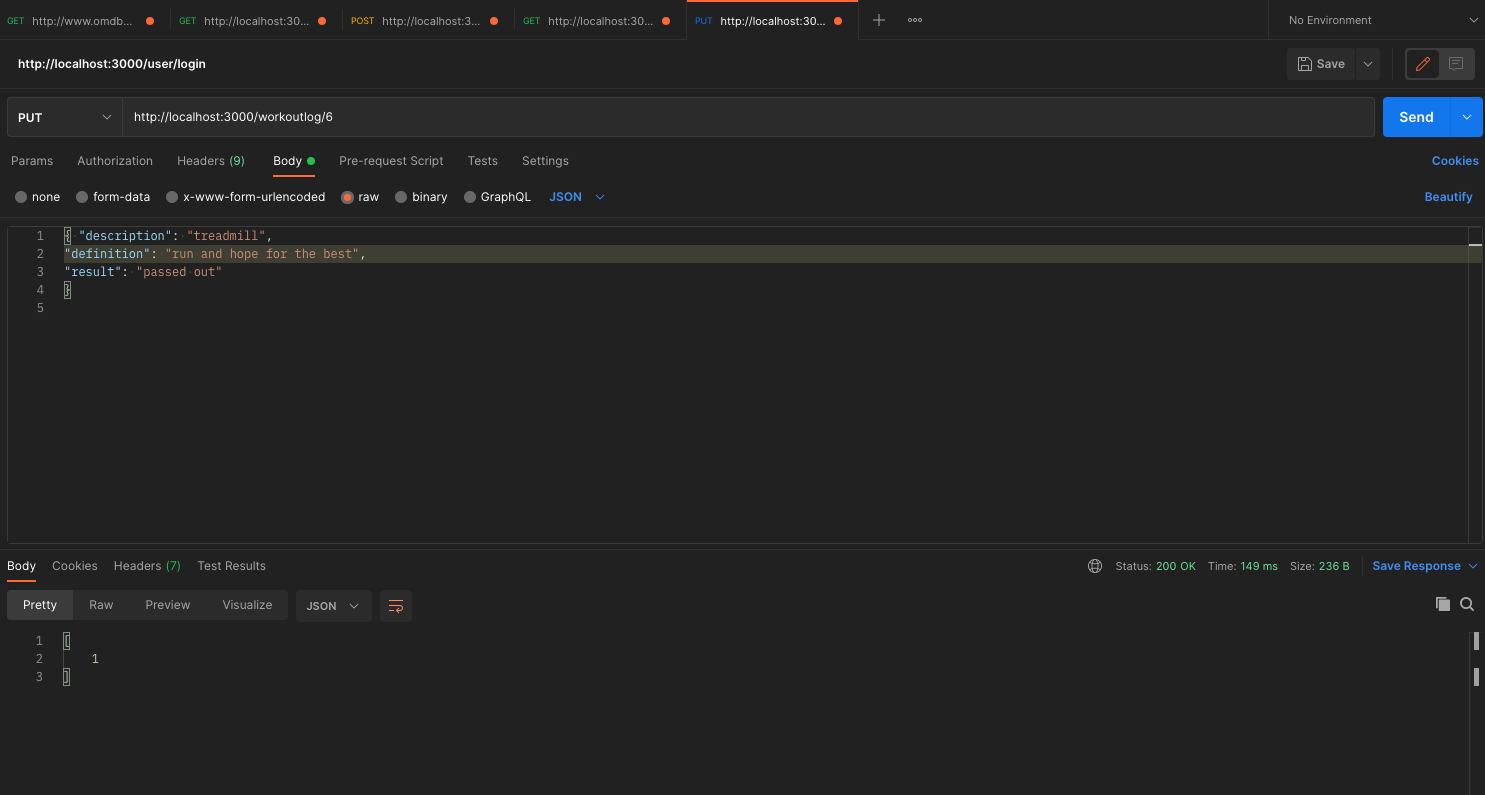 GET http://www.omdb... GET http://localhost:30... POST http://localhost:3... GET http://localhost:30... PUT http://localhost:30... No Environment
http://localhost:3000/user/login Save
PUT http://localhost:3000/workoutlog/6 Send
Params Authorization Headers (9) Body Pre-request Script Tests Settings Cookies
none form-data x-www-form-urlencoded raw binary GraphQL JSON Beautify
1 { "description": "treadmill",
2 "definition": "run and hope for the best",
3 "result": "passed out"
4 }
5
Body Cookies Headers (7) Test Results Status: 200 OK Time: 149 ms Size: 236 B Save Response
Pretty Raw Preview Visualize JSON
1 [
2 1
3 ]